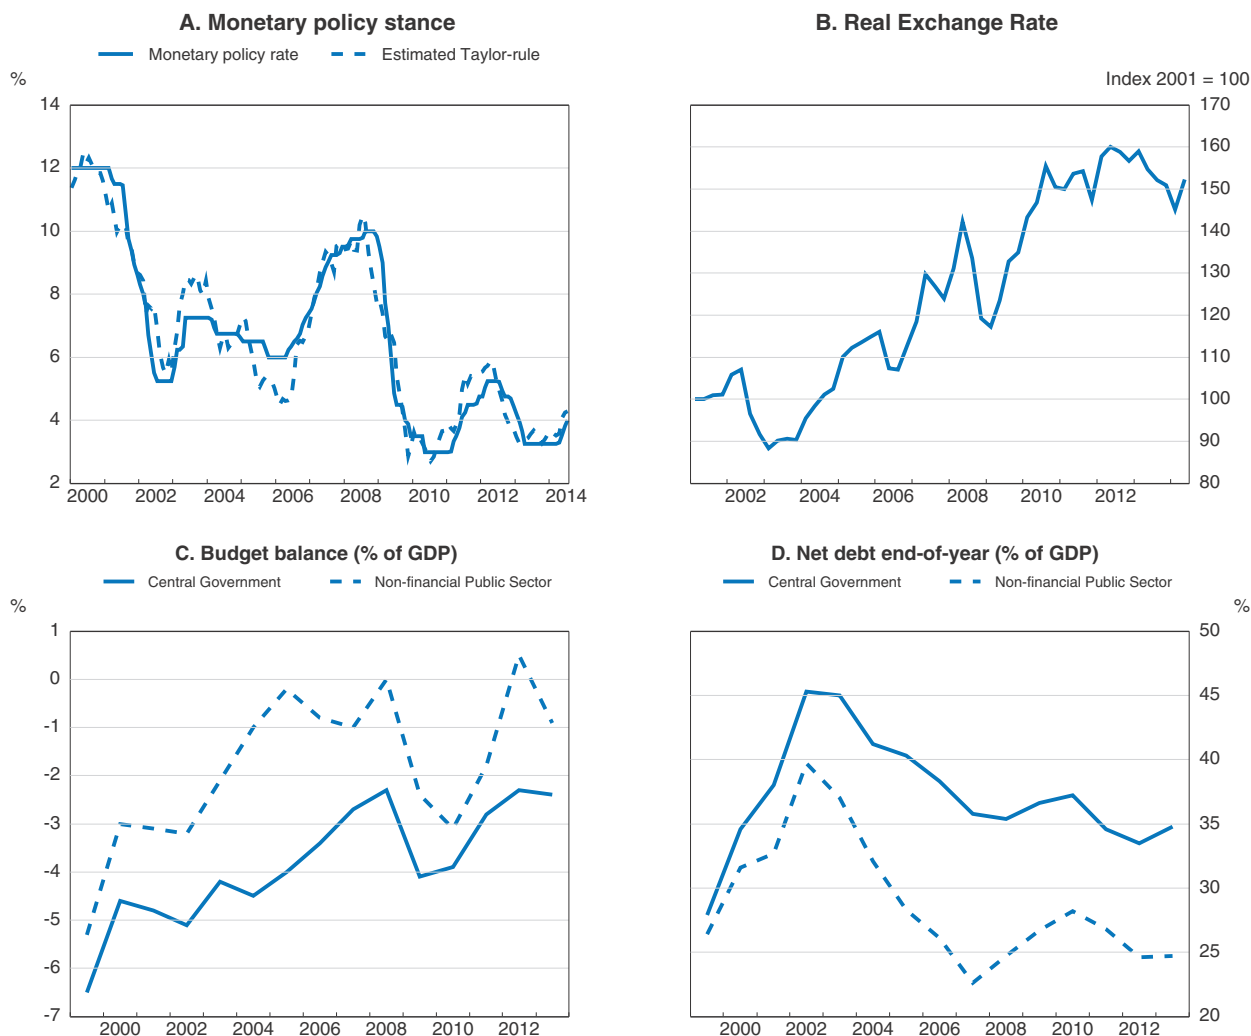 A. Monetary policy stance
Monetary policy rate
Estimated Taylor-rule
%
14
12
10
8
6
4
2
2000 2002 2004 2006 2008 2010 2012 2014
B. Real Exchange Rate
Index 2001 = 100
170
160
150
140
130
120
110
100
90
80
2002 2004 2006 2008 2010 2012
C. Budget balance (% of GDP)
Central Government
Non-financial Public Sector
%
1
0
-1
-2
-3
-4
-5
-6
-7
2000 2002 2004 2006 2008 2010 2012
D. Net debt end-of-year (% of GDP)
Central Government
Non-financial Public Sector
%
50
45
40
35
30
25
20
2000 2002 2004 2006 2008 2010 2012